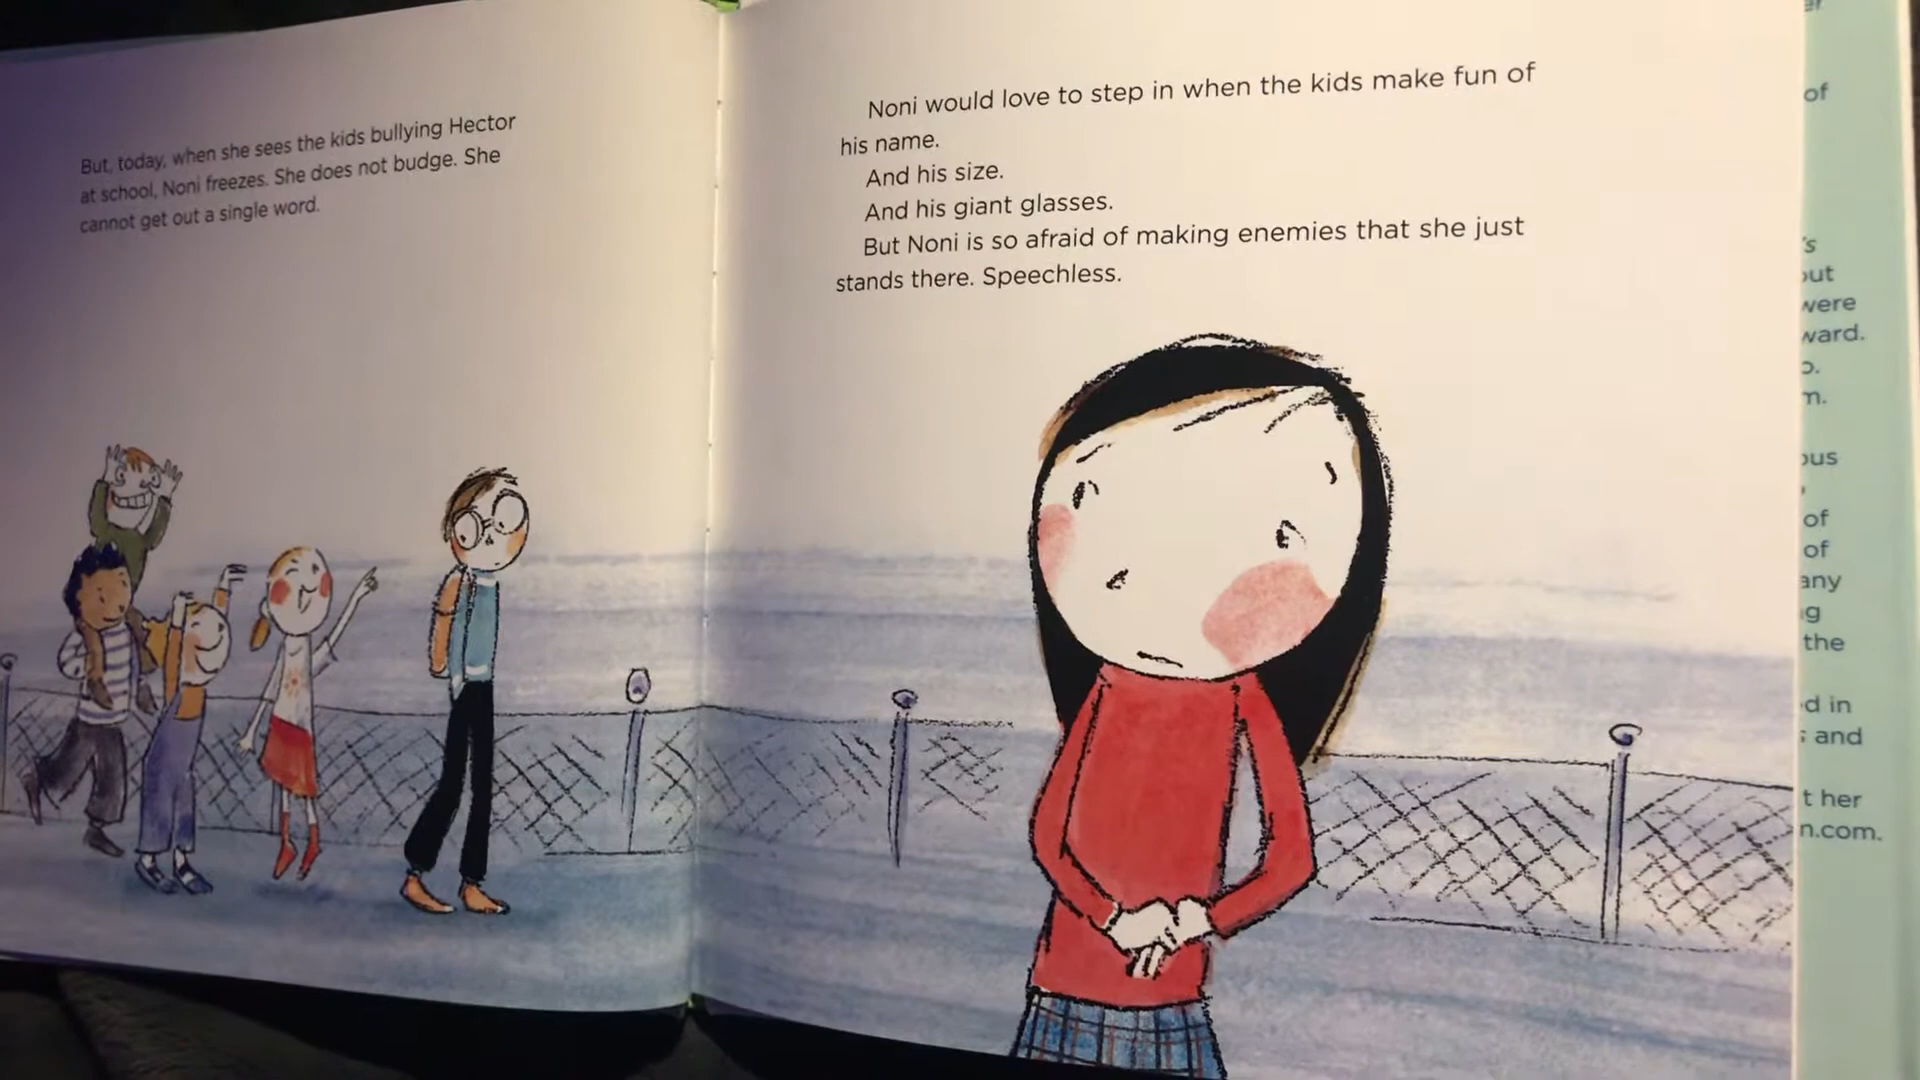 But, today, when she sees the kids bullying Hector
at school, Noni freezes. She does not budge. She
cannot get out a single word.
Noni would love to step in when the kids make fun of
his name.
And his size.
And his giant glasses.
But Noni is so afraid of making enemies that she just
stands there. Speechless.
of
's
were
of
of
the
d in
and
t her
n.com.